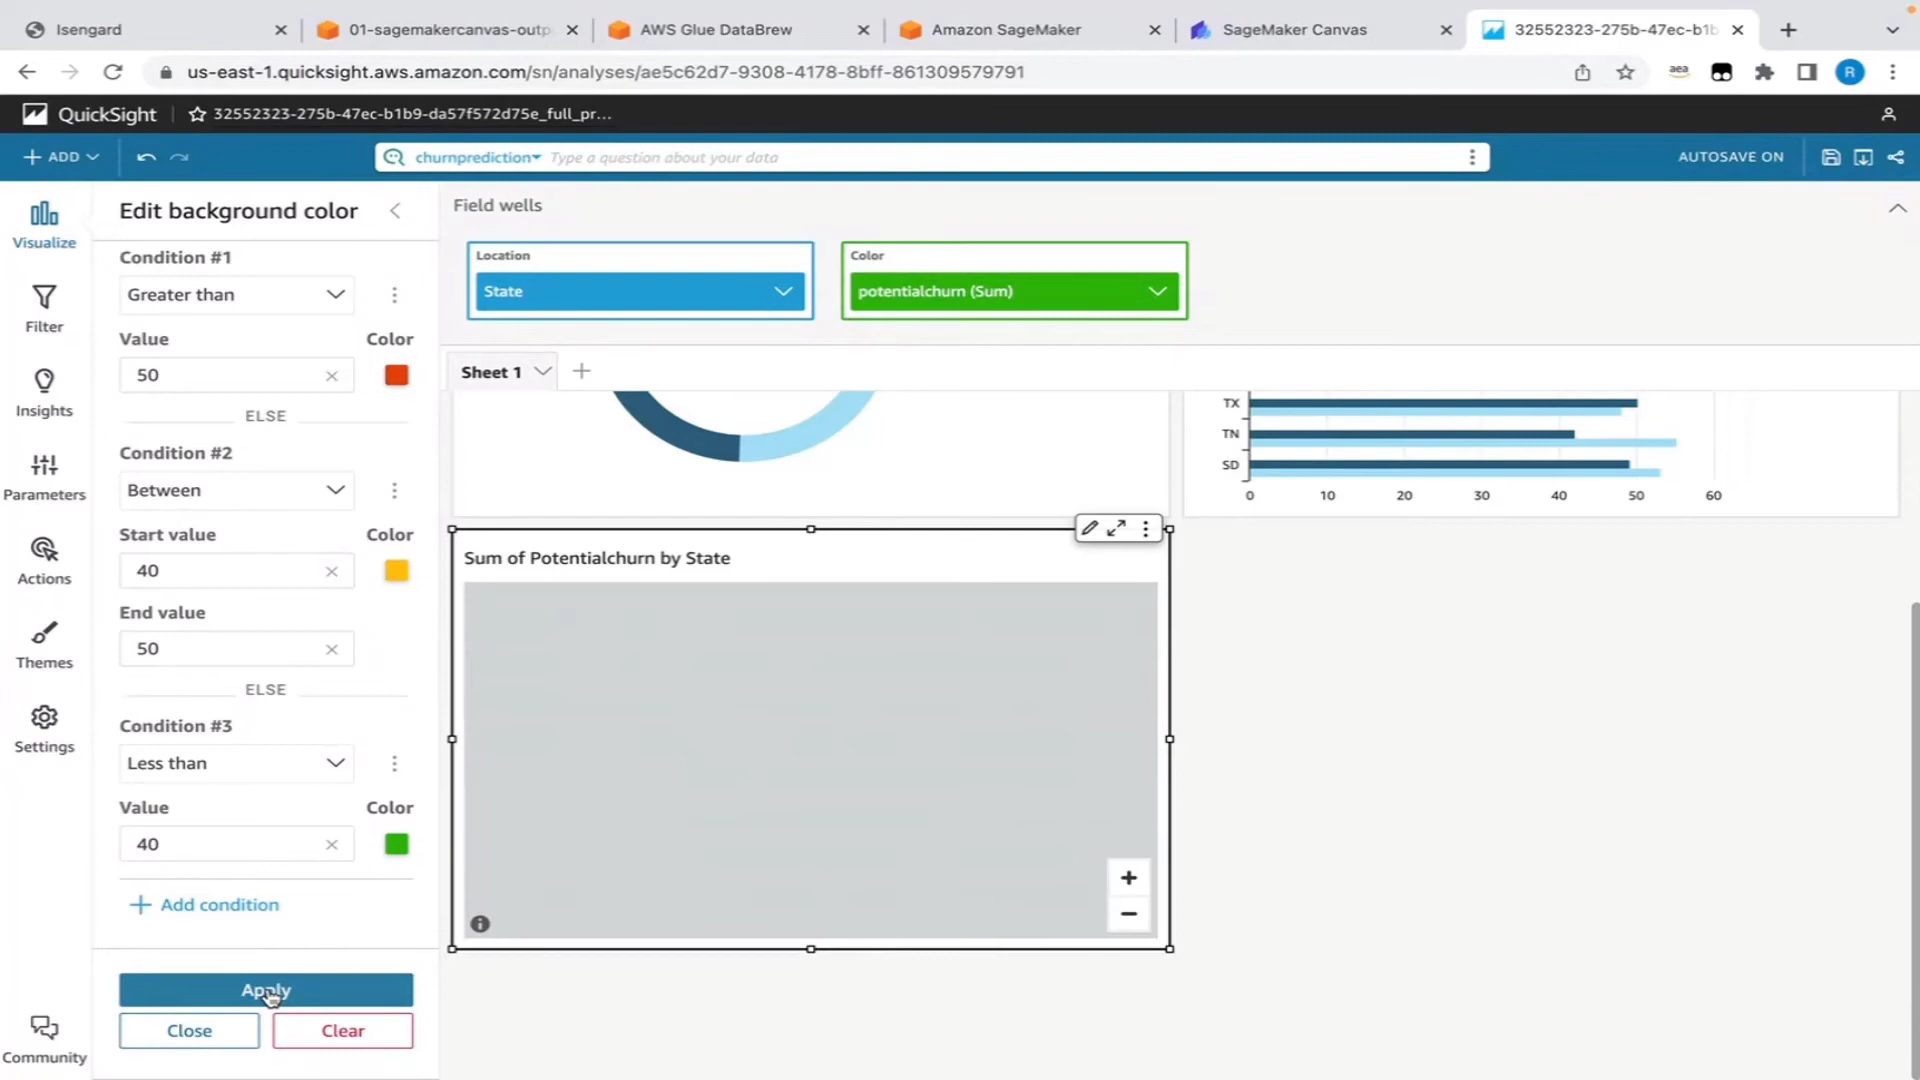 Isengard
01-sagemakercanvas-outp
AWS Glue DataBrew
Amazon SageMaker
SageMaker Canvas
32552323-275b-47ec-b1b
us-east-1.quicksight.aws.amazon.com/sn/analyses/ae5c62d7-9308-4178-8bff-861309579791
aea
R
QuickSight
32552323-275b-47ec-b1b9-da57f572d75e_full_pr...
ADD
churnprediction
Type a question about your data
AUTOSAVE ON
Visualize
Filter
Insights
Parameters
Actions
Themes
Settings
Community
Edit background color
Condition #1
Greater than
Value Color
50
ELSE
Condition #2
Between
Start value Color
40
End value
50
ELSE
Condition #3
Less than
Value Color
40
Add condition
Apply
Close Clear
Field wells
Location
State
Color
potentialchurn (Sum)
Sheet 1
TX
TN
SD
0 10 20 30 40 50 60
Sum of Potentialchurn by State